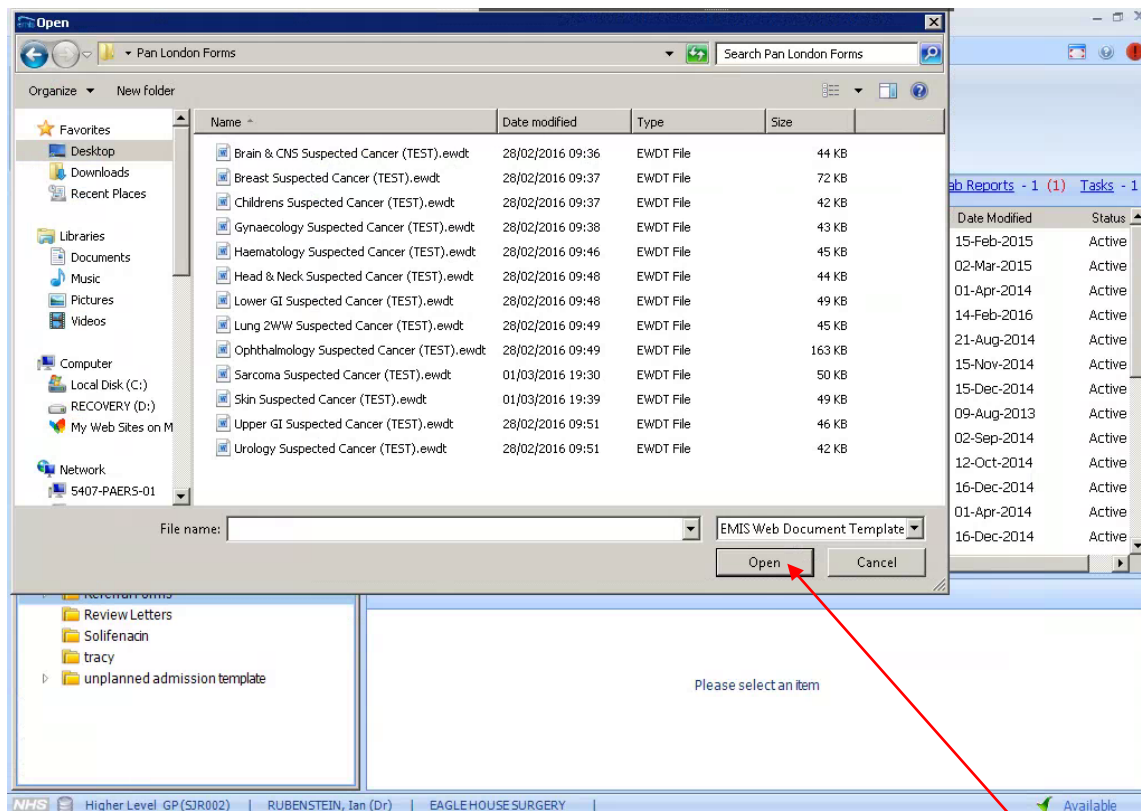 Open
Pan London Forms
Search Pan London Forms
Organize New folder
Favorites
Desktop
Downloads
Recent Places
Libraries
Documents
Music
Pictures
Videos
Computer
Local Disk (C:)
RECOVERY (D:)
My Web Sites on M
Network
5407-PAERS-01
Name Date modified Type Size
Brain & CNS Suspected Cancer (TEST).ewdt 28/02/2016 09:36 EWDT File 44 KB
Breast Suspected Cancer (TEST).ewdt 28/02/2016 09:37 EWDT File 72 KB
Childrens Suspected Cancer (TEST).ewdt 28/02/2016 09:37 EWDT File 42 KB
Gynaecology Suspected Cancer (TEST).ewdt 28/02/2016 09:38 EWDT File 43 KB
Haematology Suspected Cancer (TEST).ewdt 28/02/2016 09:46 EWDT File 45 KB
Head & Neck Suspected Cancer (TEST).ewdt 28/02/2016 09:48 EWDT File 44 KB
Lower GI Suspected Cancer (TEST).ewdt 28/02/2016 09:48 EWDT File 49 KB
Lung 2WW Suspected Cancer (TEST).ewdt 28/02/2016 09:49 EWDT File 45 KB
Ophthalmology Suspected Cancer (TEST).ewdt 28/02/2016 09:49 EWDT File 163 KB
Sarcoma Suspected Cancer (TEST).ewdt 01/03/2016 19:30 EWDT File 50 KB
Skin Suspected Cancer (TEST).ewdt 01/03/2016 19:39 EWDT File 49 KB
Upper GI Suspected Cancer (TEST).ewdt 28/02/2016 09:51 EWDT File 46 KB
Urology Suspected Cancer (TEST).ewdt 28/02/2016 09:51 EWDT File 42 KB
File name: EMIS Web Document Template
Open Cancel
ab Reports - 1 (1) Tasks - 1
Date Modified Status
15-Feb-2015 Active
02-Mar-2015 Active
01-Apr-2014 Active
14-Feb-2016 Active
21-Aug-2014 Active
15-Nov-2014 Active
15-Dec-2014 Active
09-Aug-2013 Active
02-Sep-2014 Active
12-Oct-2014 Active
16-Dec-2014 Active
01-Apr-2014 Active
16-Dec-2014 Active
Referral Forms
Review Letters
Solifenacin
tracy
unplanned admission template
Please select an item
NHS Higher Level GP (SJR002) | RUBENSTEIN, Ian (Dr) | EAGLE HOUSE SURGERY | Available